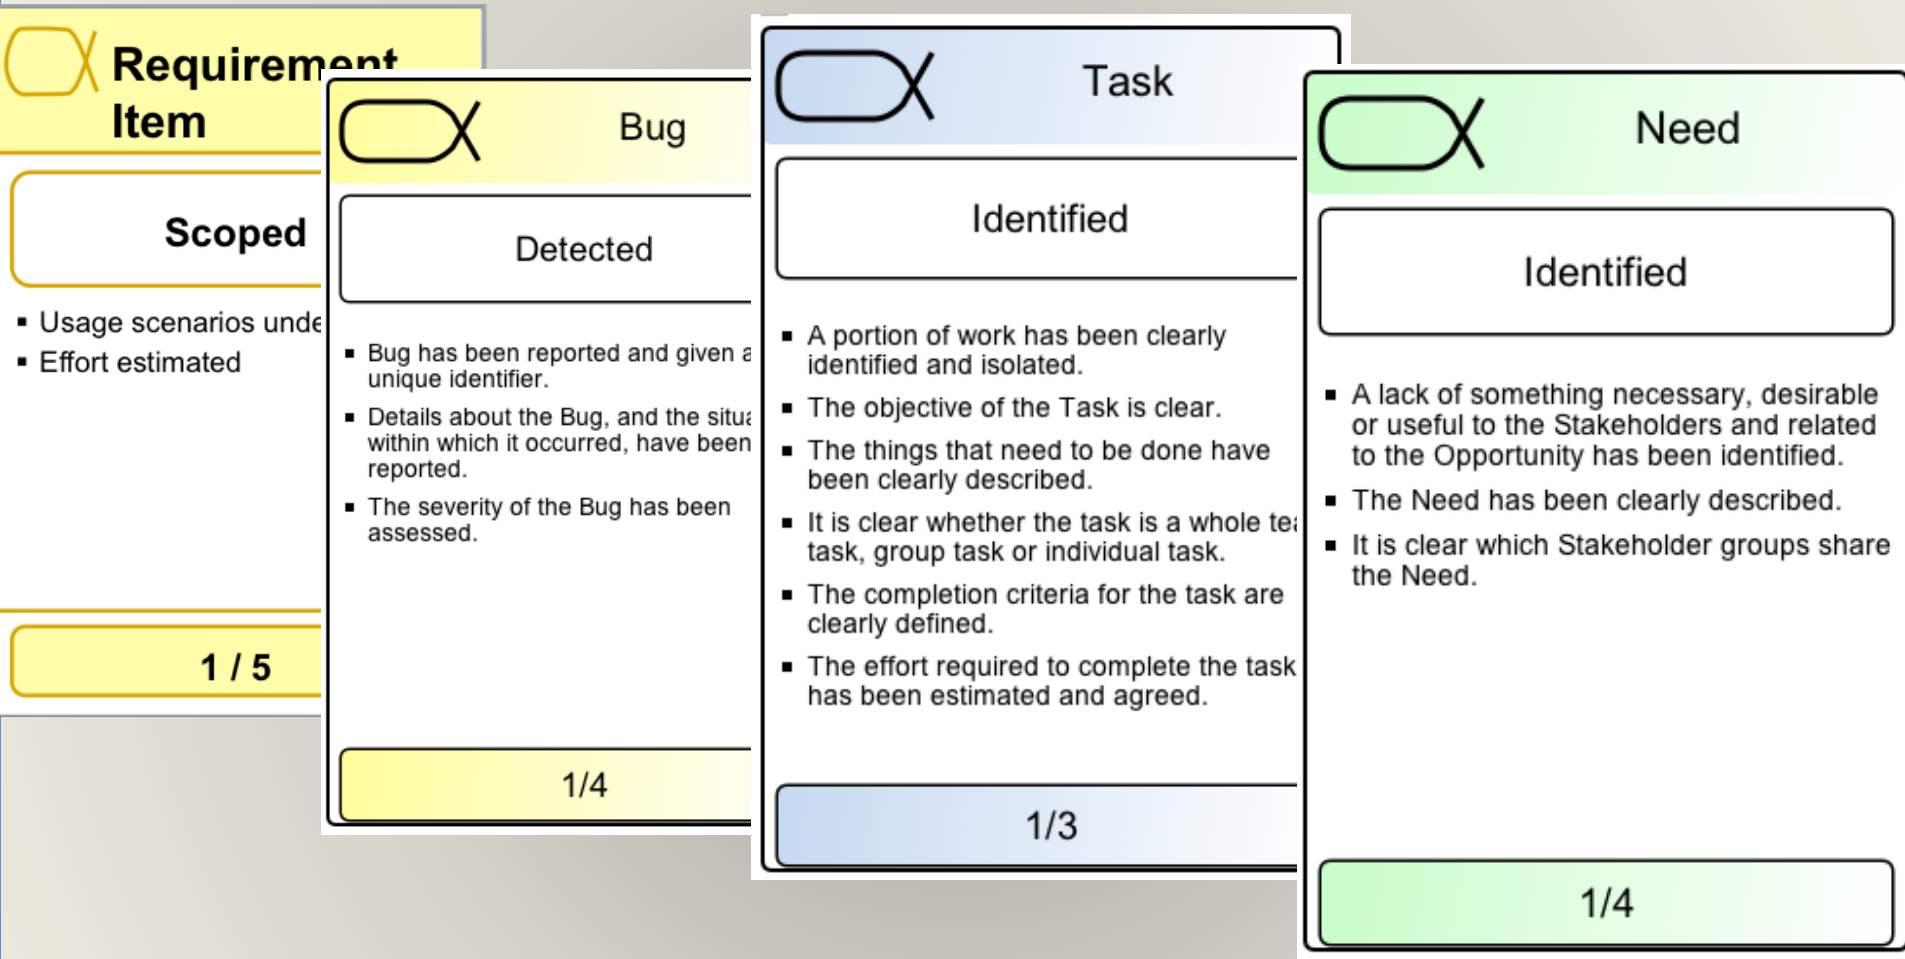 Requirement
Item
Scoped
▪ Usage scenarios unde
▪ Effort estimated
1 / 5
Bug
Detected
▪ Bug has been reported and given a
unique identifier.
▪ Details about the Bug, and the situa
within which it occurred, have been
reported.
▪ The severity of the Bug has been
assessed.
1/4
Task
Identified
▪ A portion of work has been clearly
identified and isolated.
▪ The objective of the Task is clear.
▪ The things that need to be done have
been clearly described.
▪ It is clear whether the task is a whole tea
task, group task or individual task.
▪ The completion criteria for the task are
clearly defined.
▪ The effort required to complete the task
has been estimated and agreed.
1/3
Need
Identified
▪ A lack of something necessary, desirable
or useful to the Stakeholders and related
to the Opportunity has been identified.
▪ The Need has been clearly described.
▪ It is clear which Stakeholder groups share
the Need.
1/4